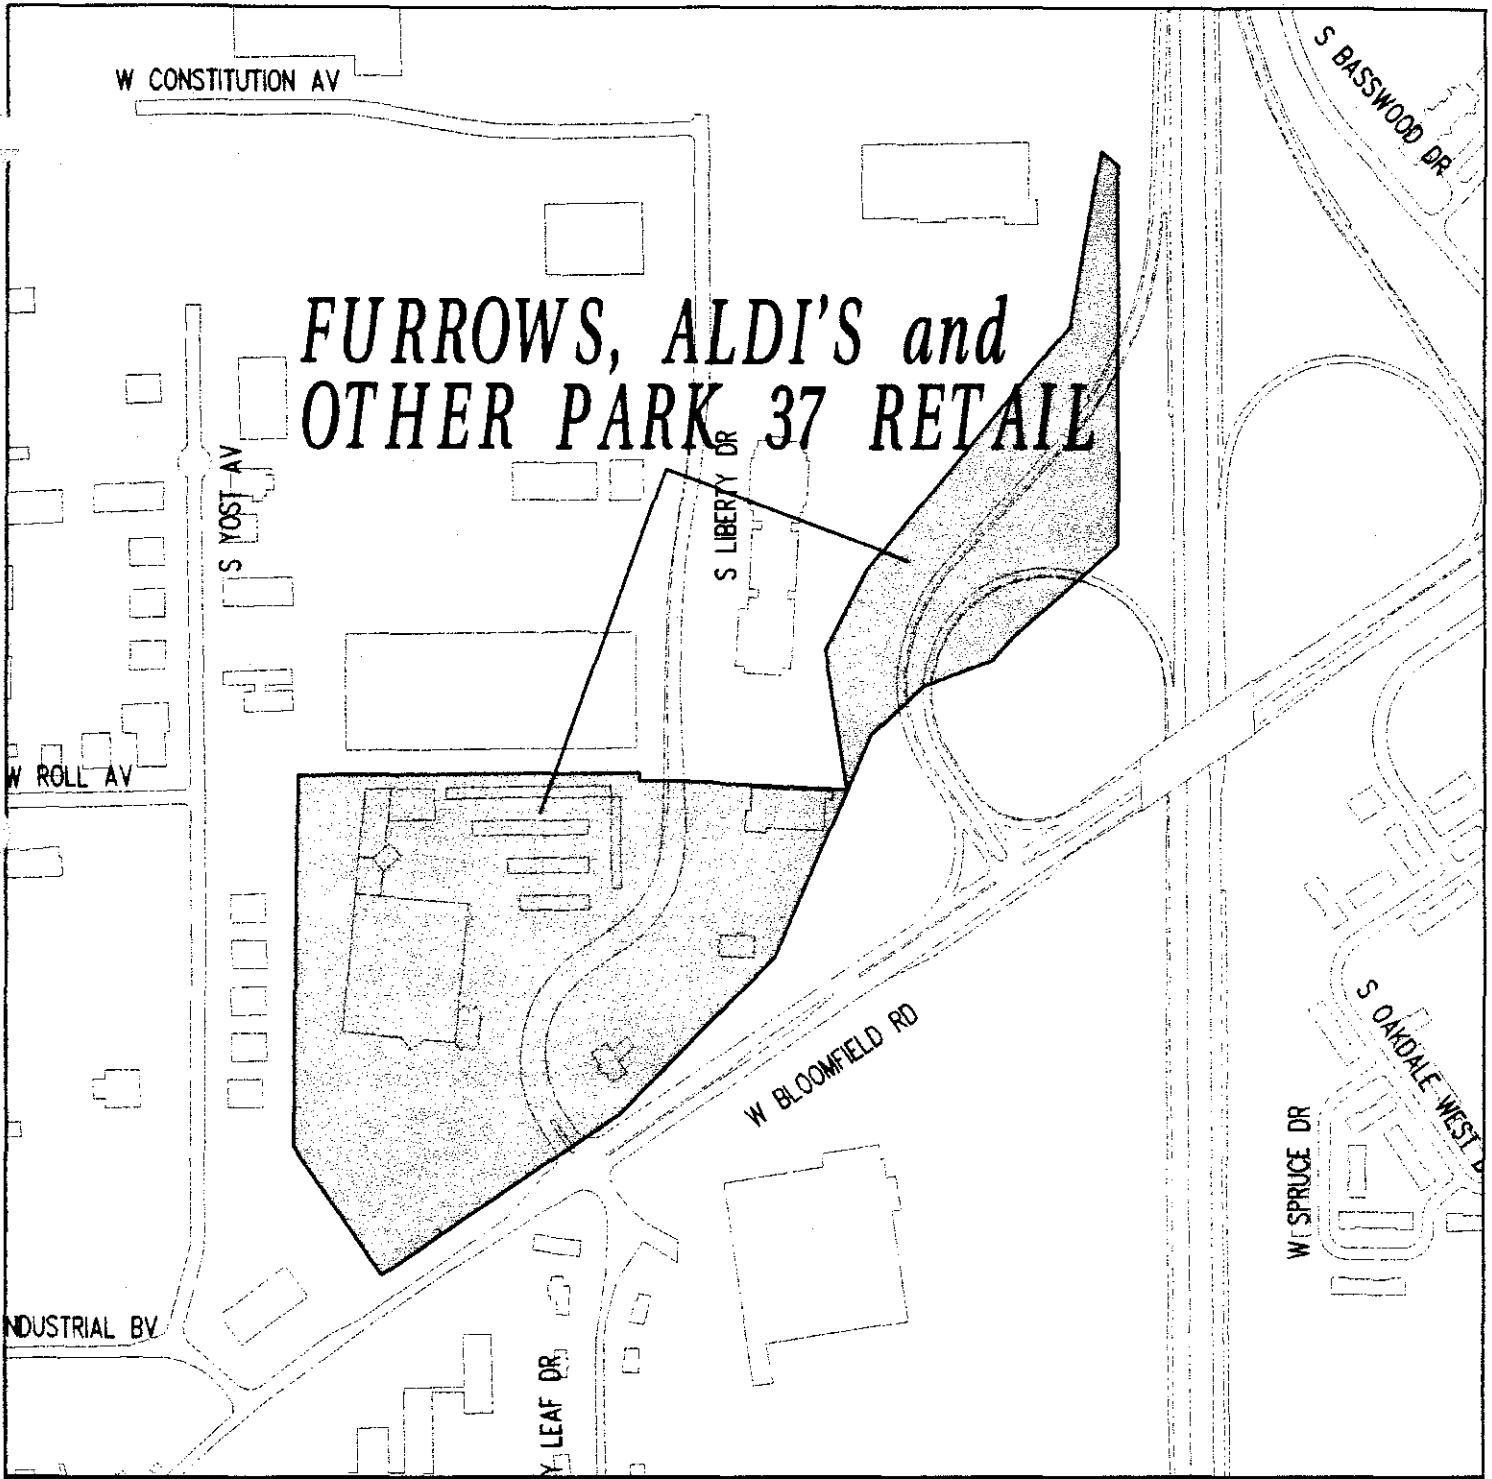 W CONSTITUTION AV
S BASSWOOD DR
FURROWS, ALDI'S and
OTHER PARK 37 RETAIL
S YOST AV
S LIBERTY DR
W ROLL AV
W BLOOMFIELD RD
S OAKDALE WEST D
W SPRUCE DR
NDUSTRIAL BV
Y LEAF DR